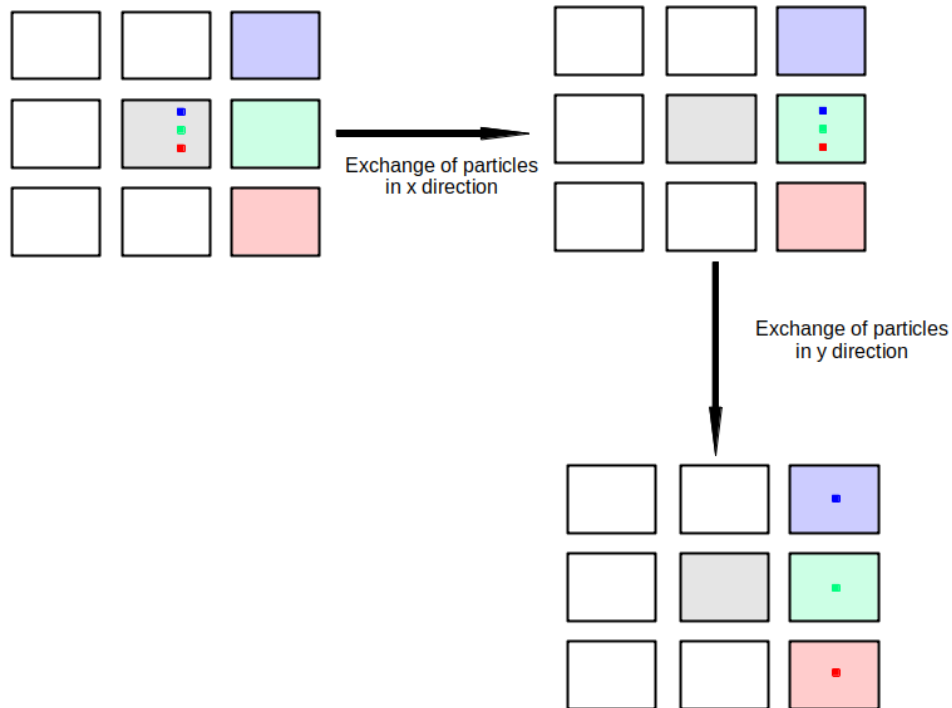 Exchange of particles
in x direction
Exchange of particles
in y direction